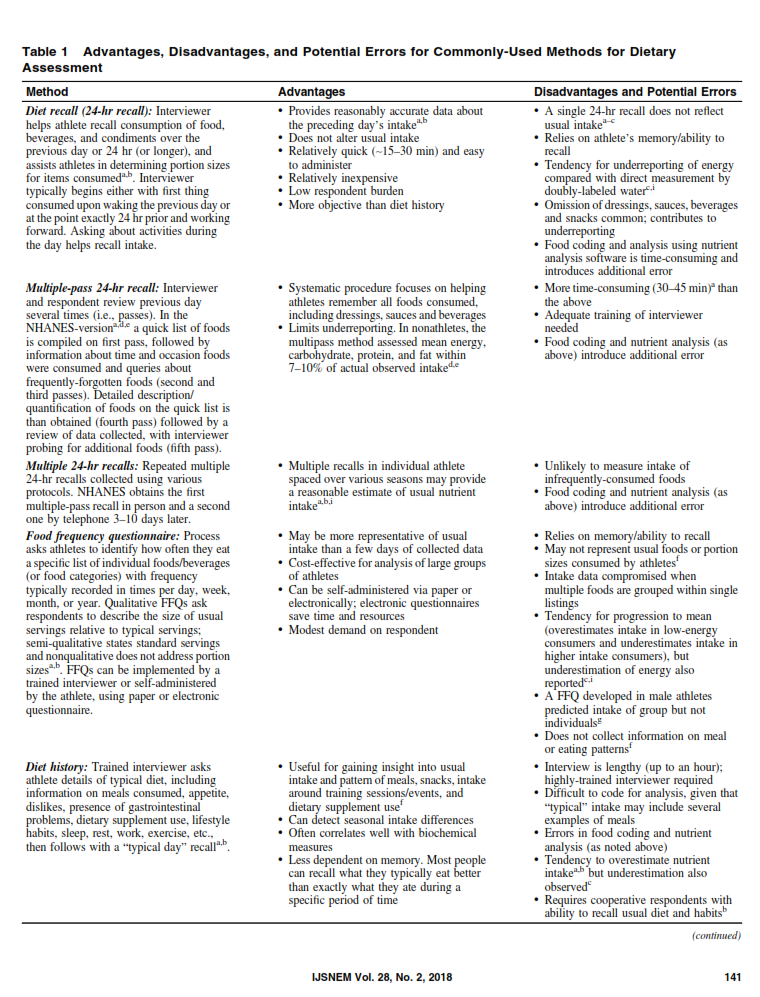 Table 1 Advantages, Disadvantages, and Potential Errors for Commonly-Used Methods for Dietary
Assessment
Method
Advantages
Disadvantages and Potential Errors
Diet recall (24-hr recall): Interviewer
helps athlete recall consumption of food,
beverages, and condiments over the
previous day or 24 hr (or longer), and
assists athletes in determining portion sizes
for items consumeda,b. Interviewer
typically begins either with first thing
consumed upon waking the previous day or
at the point exactly 24 hr prior and working
forward. Asking about activities during
the day helps recall intake.
• Provides reasonably accurate data about
the preceding day's intakea,b
• Does not alter usual intake
• Relatively quick (~15–30 min) and easy
to administer
• Relatively inexpensive
• Low respondent burden
• More objective than diet history
• A single 24-hr recall does not reflect
usual intakea–c
• Relies on athlete's memory/ability to
recall
• Tendency for underreporting of energy
compared with direct measurement by
doubly-labeled waterc,i
• Omission of dressings, sauces, beverages
and snacks common; contributes to
underreporting
• Food coding and analysis using nutrient
analysis software is time-consuming and
introduces additional error
Multiple-pass 24-hr recall: Interviewer
and respondent review previous day
several times (i.e., passes). In the
NHANES-versiona,d,e a quick list of foods
is compiled on first pass, followed by
information about time and occasion foods
were consumed and queries about
frequently-forgotten foods (second and
third passes). Detailed description/
quantification of foods on the quick list is
than obtained (fourth pass) followed by a
review of data collected, with interviewer
probing for additional foods (fifth pass).
• Systematic procedure focuses on helping
athletes remember all foods consumed,
including dressings, sauces and beverages
• Limits underreporting. In nonathletes, the
multipass method assessed mean energy,
carbohydrate, protein, and fat within
7–10% of actual observed intaked,e
• More time-consuming (30–45 min)a than
the above
• Adequate training of interviewer
needed
• Food coding and nutrient analysis (as
above) introduce additional error
Multiple 24-hr recalls: Repeated multiple
24-hr recalls collected using various
protocols. NHANES obtains the first
multiple-pass recall in person and a second
one by telephone 3–10 days later.
• Multiple recalls in individual athlete
spaced over various seasons may provide
a reasonable estimate of usual nutrient
intakea,b,i
• Unlikely to measure intake of
infrequently-consumed foods
• Food coding and nutrient analysis (as
above) introduce additional error
Food frequency questionnaire: Process
asks athletes to identify how often they eat
a specific list of individual foods/beverages
(or food categories) with frequency
typically recorded in times per day, week,
month, or year. Qualitative FFQs ask
respondents to describe the size of usual
servings relative to typical servings;
semi-qualitative states standard servings
and nonqualitative does not address portion
sizesa,b. FFQs can be implemented by a
trained interviewer or self-administered
by the athlete, using paper or electronic
questionnaire.
• May be more representative of usual
intake than a few days of collected data
• Cost-effective for analysis of large groups
of athletes
• Can be self-administered via paper or
electronically; electronic questionnaires
save time and resources
• Modest demand on respondent
• Relies on memory/ability to recall
• May not represent usual foods or portion
sizes consumed by athletesf
• Intake data compromised when
multiple foods are grouped within single
listings
• Tendency for progression to mean
(overestimates intake in low-energy
consumers and underestimates intake in
higher intake consumers), but
underestimation of energy also
reportedc,i
• A FFQ developed in male athletes
predicted intake of group but not
individualsg
• Does not collect information on meal
or eating patternsf
Diet history: Trained interviewer asks
athlete details of typical diet, including
information on meals consumed, appetite,
dislikes, presence of gastrointestinal
problems, dietary supplement use, lifestyle
habits, sleep, rest, work, exercise, etc.,
then follows with a “typical day” recalla,b.
• Useful for gaining insight into usual
intake and pattern of meals, snacks, intake
around training sessions/events, and
dietary supplement usef
• Can detect seasonal intake differences
• Often correlates well with biochemical
measures
• Less dependent on memory. Most people
can recall what they typically eat better
than exactly what they ate during a
specific period of time
• Interview is lengthy (up to an hour);
highly-trained interviewer required
• Difficult to code for analysis, given that
“typical” intake may include several
examples of meals
• Errors in food coding and nutrient
analysis (as noted above)
• Tendency to overestimate nutrient
intakea,b but underestimation also
observedc
• Requires cooperative respondents with
ability to recall usual diet and habitsb
(continued)
IJSNEM Vol. 28, No. 2, 2018
141